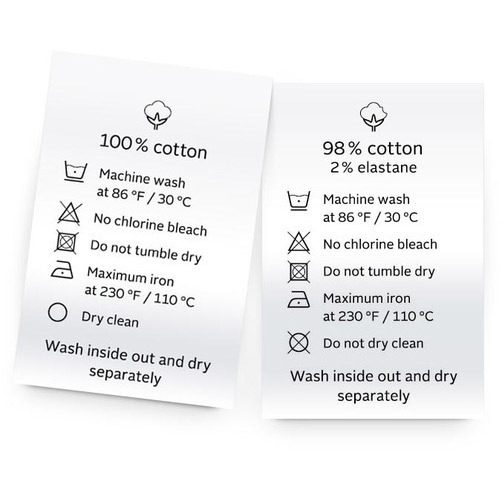 100% cotton
Machine wash
at 86 °F / 30 °C
No chlorine bleach
Do not tumble dry
Maximum iron
at 230 °F / 110 °C
Dry clean
Wash inside out and dry
separately
98% cotton
2% elastane
Machine wash
at 86 °F / 30 °C
No chlorine bleach
Do not tumble dry
Maximum iron
at 230 °F / 110 °C
Do not dry clean
Wash inside out and dry
separately